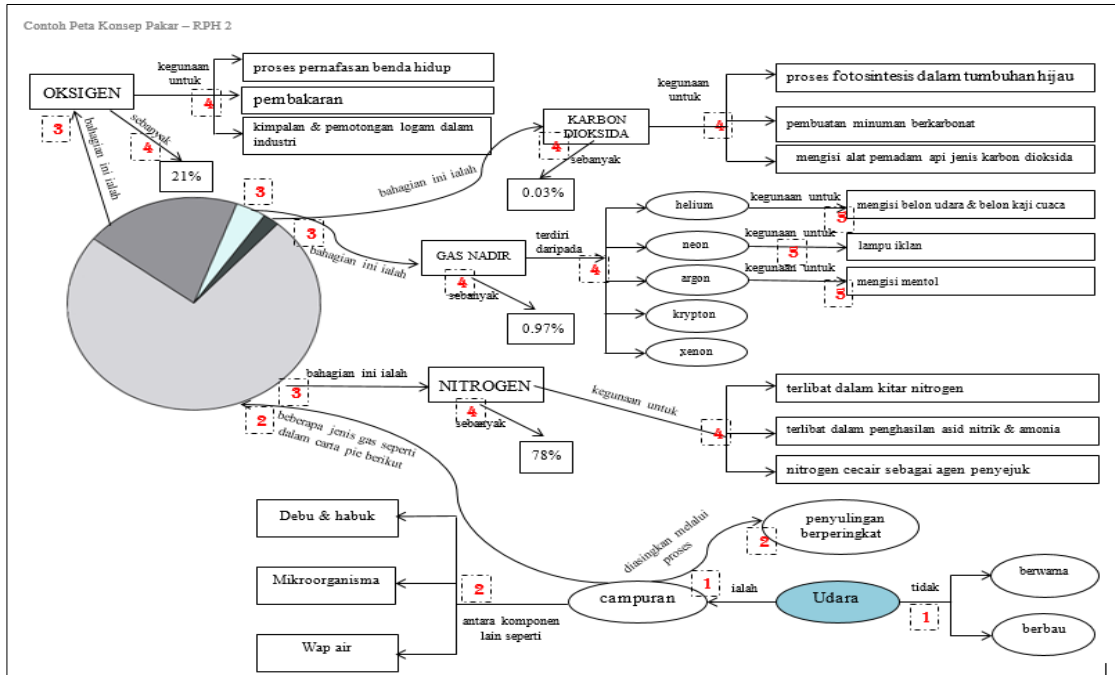 Contoh Peta Konsep Pakar – RPH 2
OKSIGEN
kegunaan
untuk
4
proses pernafasan benda hidup
pembakaran
kimpalan & pemotongan logam dalam
industri
3
bahagian ini ialah
sebanyak
4
21%
3
bahagian ini ialah
KARBON
DIOKSIDA
4
sebanyak
0.03%
kegunaan
untuk
4
proses fotosintesis dalam tumbuhan hijau
pembuatan minuman berkarbonat
mengisi alat pemadam api jenis karbon dioksida
3
bahagian ini ialah
GAS NADIR
4
sebanyak
0.97%
terdiri
daripada
4
helium
kegunaan untuk
5
mengisi belon udara & belon kaji cuaca
neon
kegunaan untuk
5
lampu iklan
argon
kegunaan untuk
5
mengisi mentol
krypton
xenon
bahagian ini ialah
3
NITROGEN
4
sebanyak
78%
kegunaan untuk
4
terlibat dalam kitar nitrogen
terlibat dalam penghasilan asid nitrik & amonia
nitrogen cecair sebagai agen penyejuk
2
beberapa jenis gas seperti
dalam carta pie berikut
Debu & habuk
Mikroorganisma
Wap air
2
antara komponen
lain seperti
campuran
diasingkan melalui
proses
2
penyulingan
berperingkat
1
ialah
Udara
tidak
1
berwarna
berbau